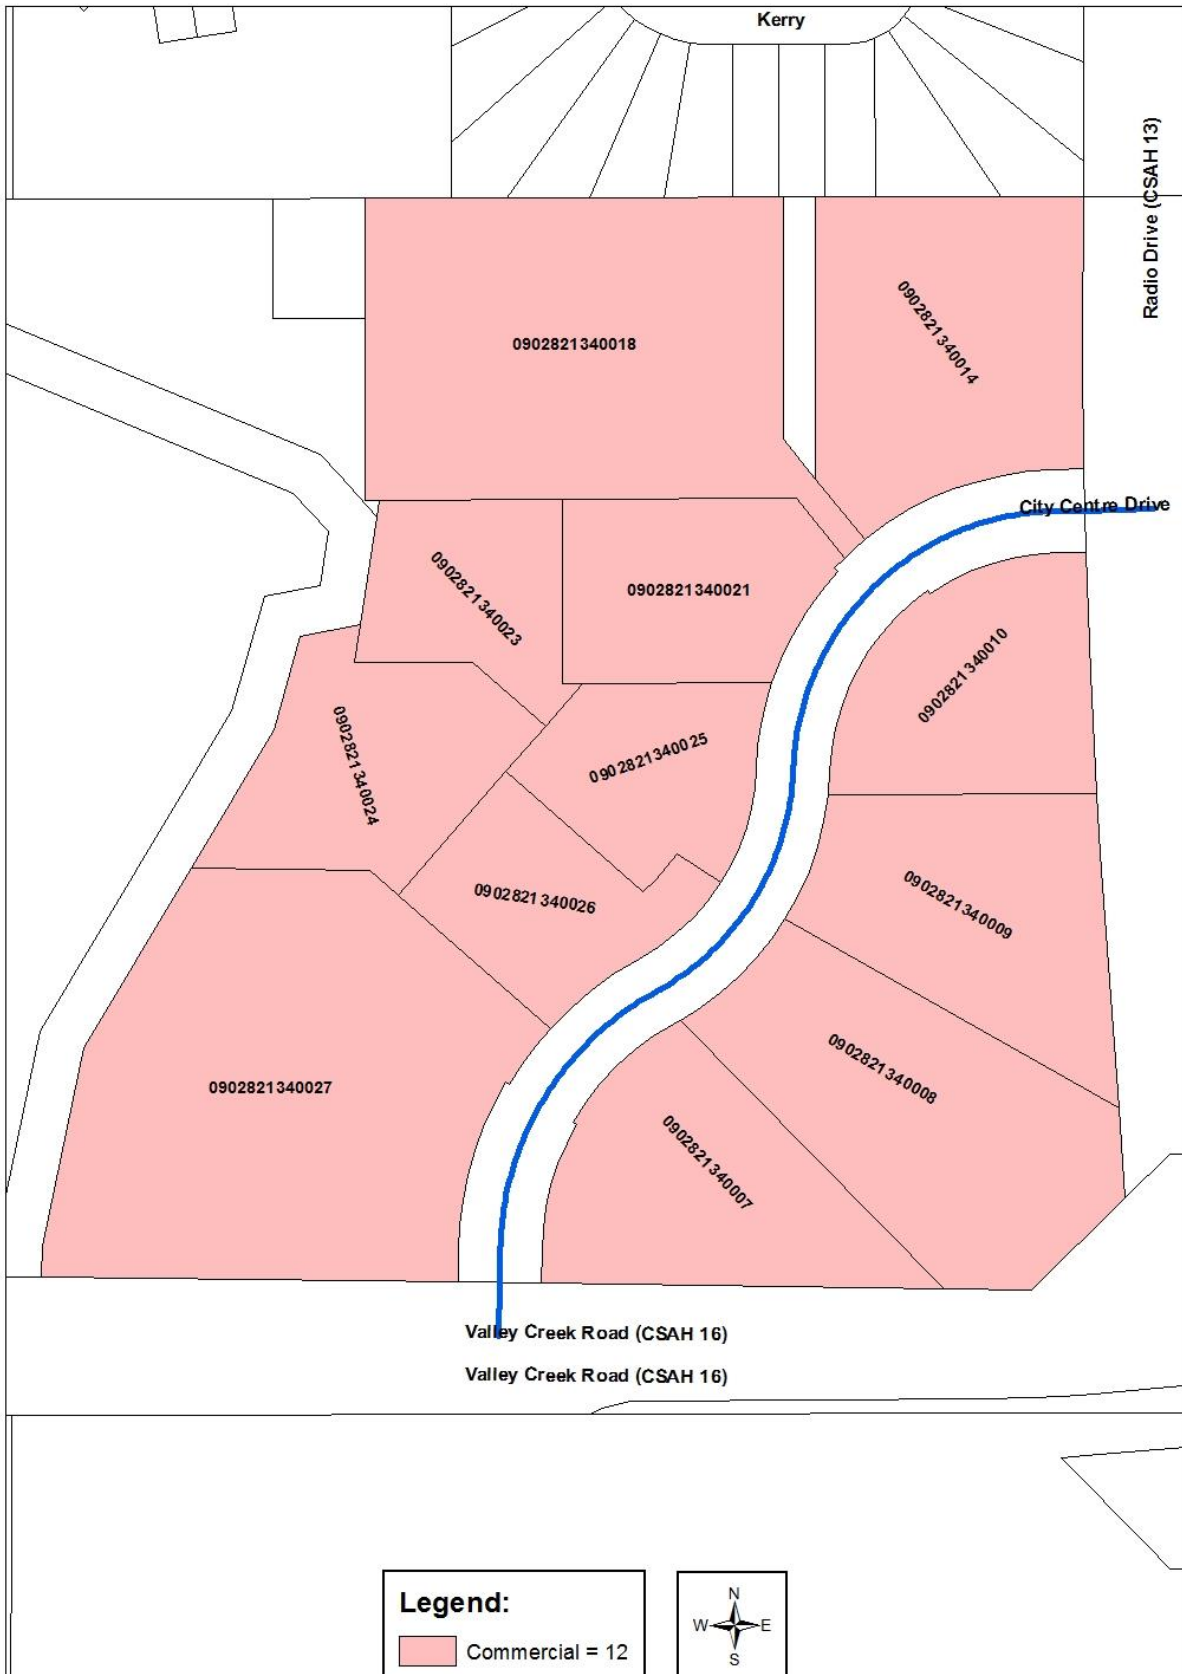 Kerry
Radio Drive (CSAH 13)
0902821340018
0902821340014
City Centre Drive
0902821340023
0902821340021
0902821340010
0902821340024
0902821340025
0902821340026
0902821340009
0902821340027
0902821340008
0902821340007
Valley Creek Road (CSAH 16)
Valley Creek Road (CSAH 16)
Legend:
Commercial = 12
N
W E
S